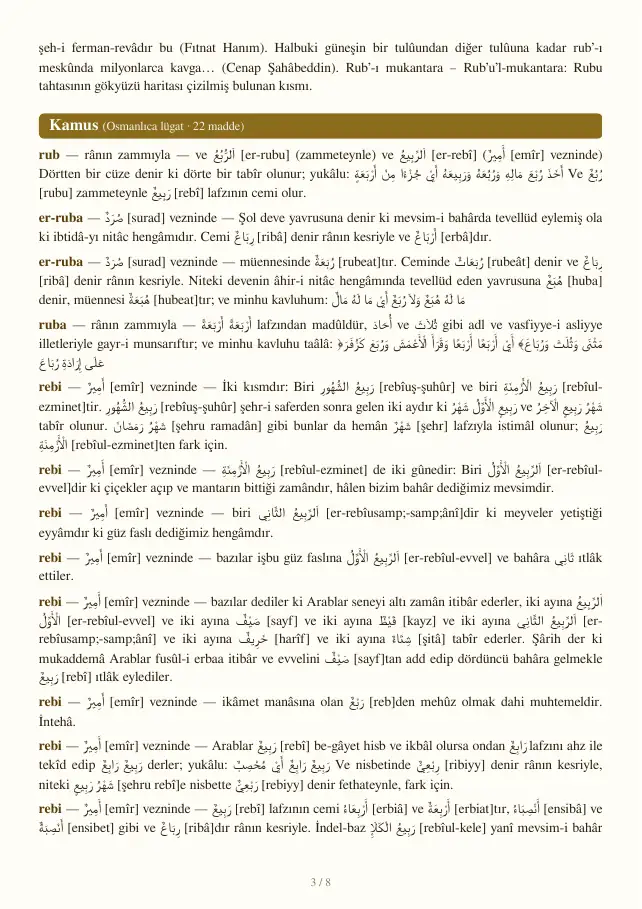 şeh-i ferman-revâdır bu (Fıtnat Hanım). Halbuki güneşin bir tulûundan diğer tulûuna kadar rub’-ı
meskûnda milyonlarca kavga… (Cenap Şahâbeddin). Rub’-ı mukantara – Rub’u’l-mukantara: Rubu
tahtasının gökyüzü haritası çizilmiş bulunan kısmı.
Kamus (Osmanlıca lügat · 22 madde)
rub — rânın zammıyla — ve اَلرُّبُعُ [er-rubu] (zammeteynle) ve اَلرَّبِيعُ [er-rebî] (أَمِيرٌ [emîr] vezninde)
Dörtten bir cüze denir ki dörte bir tabîr olunur; yukâlu: أَخَذَ رُبُعَ مَالِهِ وَرُبُعَهُ وَرَبِيعَهُ أَيْ جُزْءًا مِنْ أَرْبَعَةٍ Ve رُبُعٌ
[rubu] zammeteynle رَبِيعٌ [rebî] lafzının cemi olur.
er-ruba — صُرَدٌ [surad] vezninde — Şol deve yavrusuna denir ki mevsim-i bahârda tevellüd eylemiş ola
ki ibtidâ-yı nitâc hengâmıdır. Cemi رِبَاعٌ [ribâ] denir rânın kesriyle ve أَرْبَاعٌ [erbâ]dır.
er-ruba — صُرَدٌ [surad] vezninde — müennesinde رُبَعَةٌ [rubeat]tır. Ceminde رُبَعَاتٌ [rubeât] denir ve رِبَاعٌ
[ribâ] denir rânın kesriyle. Niteki devenin âhir-i nitâc hengâmında tevellüd eden yavrusuna هُبَعٌ [huba]
denir, müennesi هُبَعَةٌ [hubeat]tır; ve minhu kavluhum: مَا لَهُ هُبَعٌ وَلاَ رُبَعٌ أَيْ مَا لَهُ مَالٌ
ruba — rânın zammıyla — أَرْبَعَةً أَرْبَعَةً lafzından madûldür, أُحَادَ ve ثُلَاثَ gibi adl ve vasfiyye-i asliyye
illetleriyle gayr-i munsarıftır; ve minhu kavluhu taâlâ: ﴿مَثْنَى وَثُلَثَ وَرُبَاعَ﴾ أَيْ أَرْبَعًا أَرْبَعًا وَقَرَأَ الْأَعْمَشُ وَرُبَعَ كَزُفَرَ
عَلَى إِرَادَةِ رُبَاعَ
rebi — أَمِيرٌ [emîr] vezninde — İki kısmdır: Biri رَبِيعُ الشُّهُورِ [rebîuş-şuhûr] ve biri رَبِيعُ الْأَزْمِنَةِ [rebîul-
ezminet]tir. رَبِيعُ الشُّهُورِ [rebîuş-şuhûr] şehr-i saferden sonra gelen iki aydır ki شَهْرُ رَبِيعٍ الْأَوَّلُ ve شَهْرُ رَبِيعٍ الْآخِرُ
tabîr olunur. شَهْرُ رَمَضَانَ [şehru ramadân] gibi bunlar da hemân شَهْرُ [şehr] lafzıyla istimâl olunur; رَبِيعُ
الْأَزْمِنَةِ [rebîul-ezminet]ten fark için.
rebi — أَمِيرٌ [emîr] vezninde — رَبِيعُ الْأَزْمِنَةِ [rebîul-ezminet] de iki günedir: Biri اَلرَّبِيعُ الْأَوَّلُ [er-rebîul-
evvel]dir ki çiçekler açıp ve mantarın bittiği zamândır, hâlen bizim bahâr dediğimiz mevsimdir.
rebi — أَمِيرٌ [emîr] vezninde — biri اَلرَّبِيعُ الثَّانِي [er-rebîusamp;-samp;ânî]dir ki meyveler yetiştiği
eyyâmdır ki güz faslı dediğimiz hengâmdır.
rebi — أَمِيرٌ [emîr] vezninde — bazılar işbu güz faslına اَلرَّبِيعُ الْأَوَّلُ [er-rebîul-evvel] ve bahâra ثَانِي ıtlâk
ettiler.
rebi — أَمِيرٌ [emîr] vezninde — bazılar dediler ki Arablar seneyi altı zamân itibâr ederler, iki ayına اَلرَّبِيعُ
الْأَوَّلُ [er-rebîul-evvel] ve iki ayına صَيْفٌ [sayf] ve iki ayına قَيْظٌ [kayz] ve iki ayına اَلرَّبِيعُ الثَّانِي [er-
rebîusamp;-samp;ânî] ve iki ayına خَرِيفٌ [harîf] ve iki ayına شِتَاءٌ [şitâ] tabîr ederler. Şârih der ki
mukaddemâ Arablar fusûl-i erbaa itibâr ve evvelini صَيْفٌ [sayf]tan add edip dördüncü bahâra gelmekle
رَبِيعٌ [rebî] ıtlâk eylediler.
rebi — أَمِيرٌ [emîr] vezninde — ikâmet manâsına olan رَبْعٌ [reb]den mehûz olmak dahi muhtemeldir.
İntehâ.
rebi — أَمِيرٌ [emîr] vezninde — Arablar رَبِيعٌ [rebî] be-gâyet hisb ve ikbâl olursa ondan رَابِعٌ lafzını ahz ile
tekîd edip رَبِيعٌ رَابِعٌ derler; yukâlu: رَبِيعٌ رَابِعٌ أَيْ مُخْصِبٌ Ve nisbetinde رِبْعِيٌّ [ribiyy] denir rânın kesriyle,
niteki شَهْرُ رَبِيعٍ [şehru rebî]e nisbette رَبْعِيٌّ [rebiyy] denir fethateynle, fark için.
rebi — أَمِيرٌ [emîr] vezninde — رَبِيعٌ [rebî] lafzının cemi أَرْبِعَاءُ [erbiâ] ve أَرْبِعَةٌ [erbiat]tır, أَنْصِبَاءُ [ensibâ] ve
أَنْصِبَةٌ [ensibet] gibi ve رِبَاعٌ [ribâ]dır rânın kesriyle. İndel-baz رَبِيعُ الْكَلَإِ [rebîul-kele] yanî mevsim-i bahâr
3 / 8